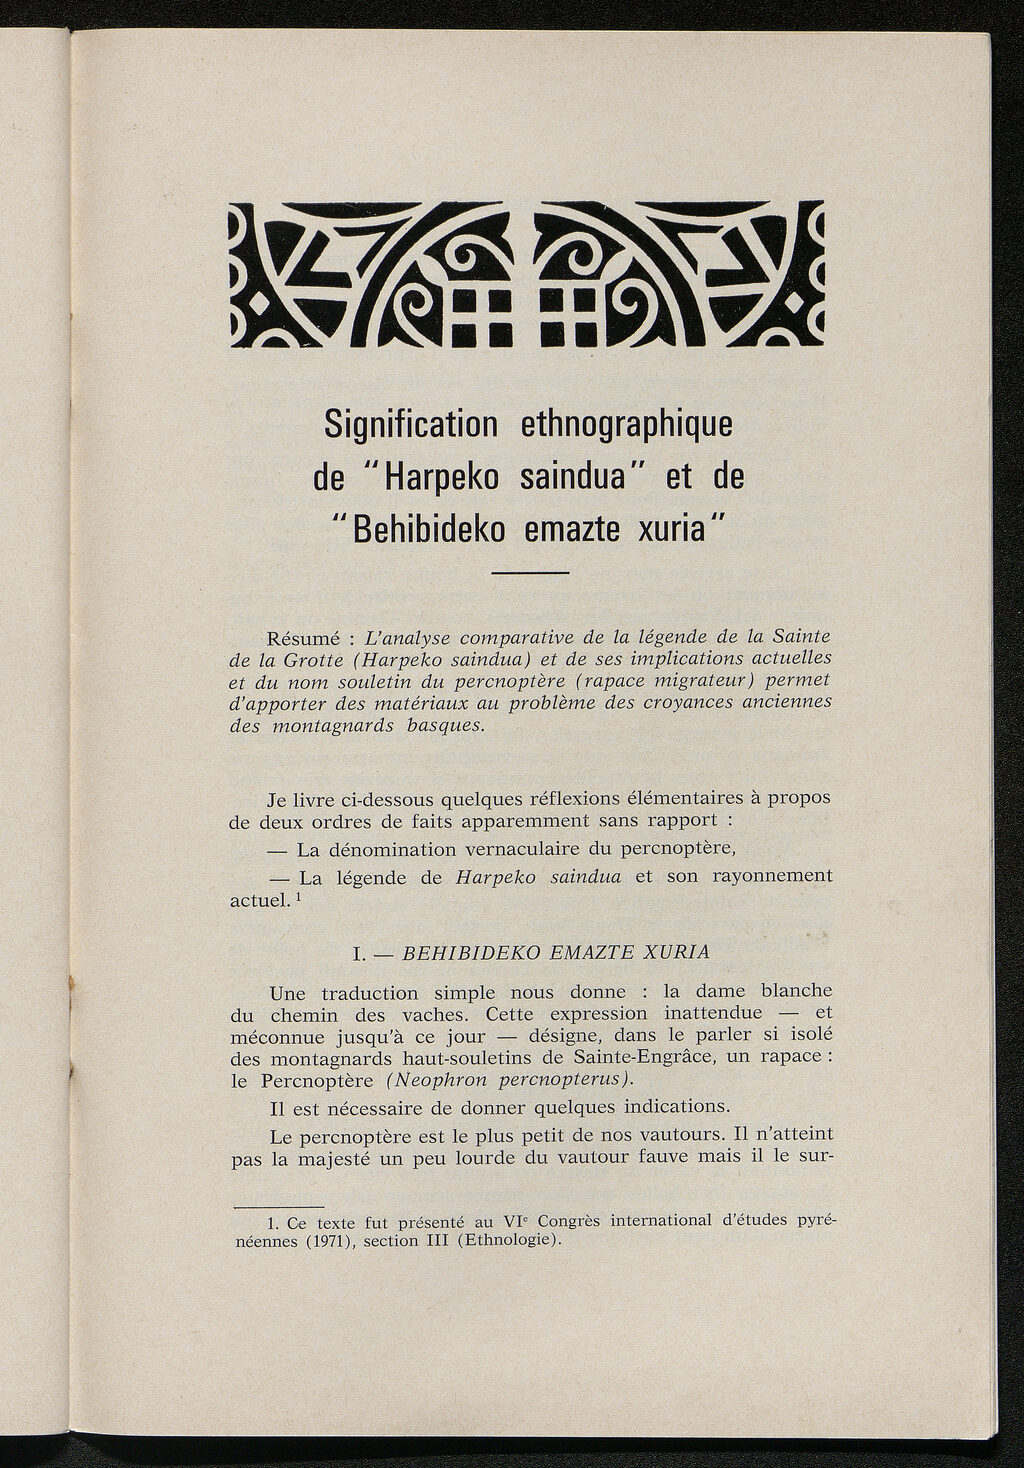 Signification ethnographique
de "Harpeko saindua" et de
"Behibideko emazte xuria"
Résumé : L'analyse comparative de la légende de la Sainte
de la Grotte (Harpeko saindua) et de ses implications actuelles
et du nom souletin du percnoptère (rapace migrateur) permet
d'apporter des matériaux au problème des croyances anciennes
des montagnards basques.
Je livre ci-dessous quelques réflexions élémentaires à propos
de deux ordres de faits apparemment sans rapport :
— La dénomination vernaculaire du percnoptère,
— La légende de Harpeko saindua et son rayonnement
actuel. ¹
I. — BEHIBIDEKO EMAZTE XURIA
Une traduction simple nous donne : la dame blanche
du chemin des vaches. Cette expression inattendue — et
méconnue jusqu'à ce jour — désigne, dans le parler si isolé
des montagnards haut-souletins de Sainte-Engrâce, un rapace :
le Percnoptère (Neophron percnopterus).
Il est nécessaire de donner quelques indications.
Le percnoptère est le plus petit de nos vautours. Il n'atteint
pas la majesté un peu lourde du vautour fauve mais il le sur-
1. Ce texte fut présenté au VIᵉ Congrès international d'études pyré-
néennes (1971), section III (Ethnologie).